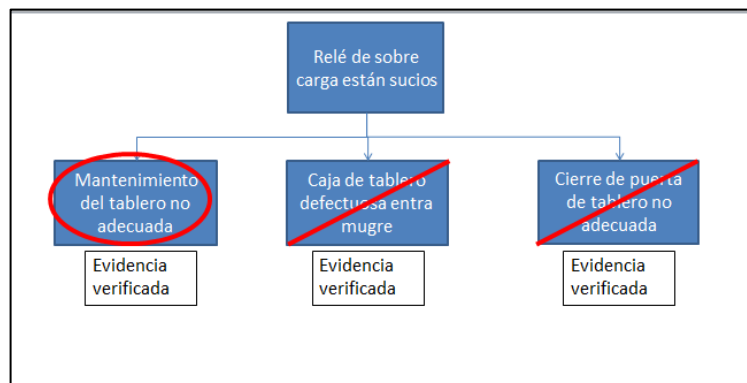 Relé de sobre
carga están sucios
Mantenimiento
del tablero no
adecuada
Caja de tablero
defectuosa entra
mugre
Cierre de puerta
de tablero no
adecuada
Evidencia
verificada
Evidencia
verificada
Evidencia
verificada